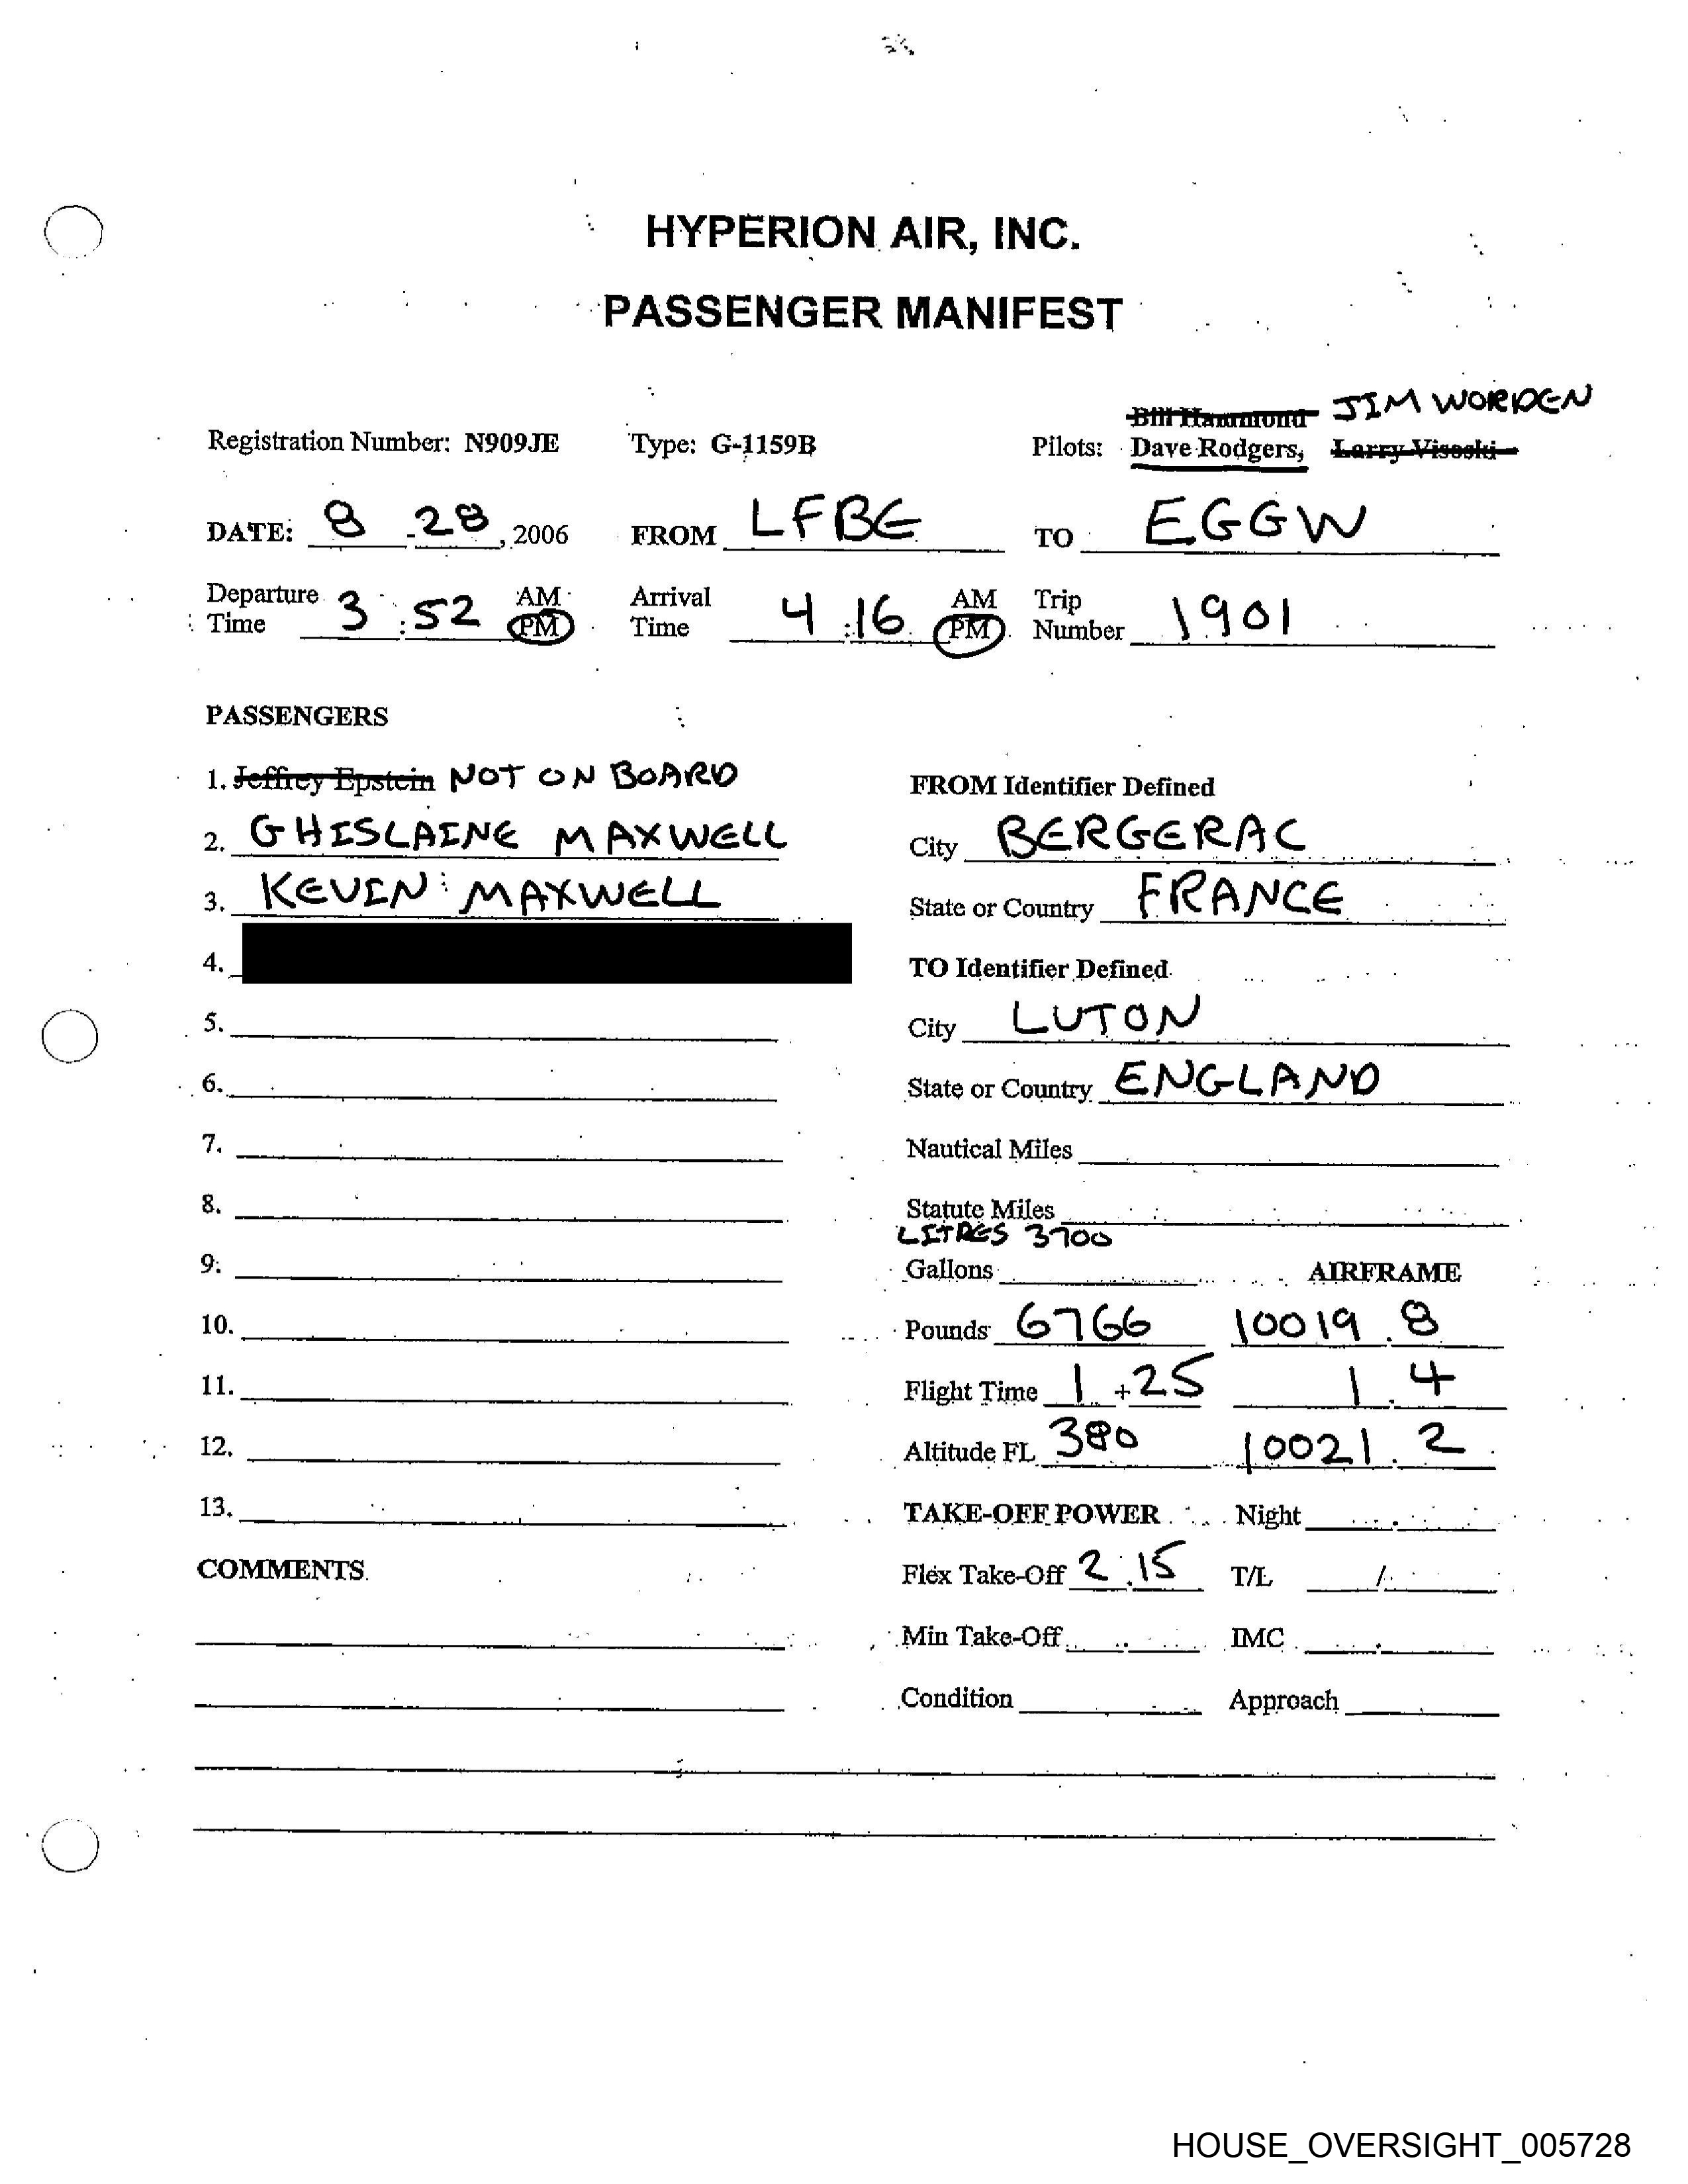 HYPERION AIR, INC.
PASSENGER MANIFEST
Bill Hammond JIM WORDEN
Registration Number: N909JE Type: G-1159B Pilots: Dave Rodgers, Larry Visoski
DATE: 8 - 28, 2006 FROM LFBE TO EGGW
Departure Time 3 : 52 AM PM Arrival Time 4 : 16 AM PM Trip Number 1901
PASSENGERS
1. Jeffrey Epstein NOT ON BOARD
FROM Identifier Defined
2. GHISLAINE MAXWELL
City BERGERAC
3. KEVIN MAXWELL
State or Country FRANCE
4.
TO Identifier Defined
5.
City LUTON
6.
State or Country ENGLAND
7.
Nautical Miles
8.
Statute Miles
LITRES 3700
9.
Gallons AIRFRAME
10.
Pounds 6766 10019.8
11.
Flight Time 1 + 25 1.4
12.
Altitude FL 380 10021.2
13.
TAKE-OFF POWER Night
COMMENTS
Flex Take-Off 2.15 T/L /
Min Take-Off . IMC .
Condition Approach
HOUSE_OVERSIGHT_005728